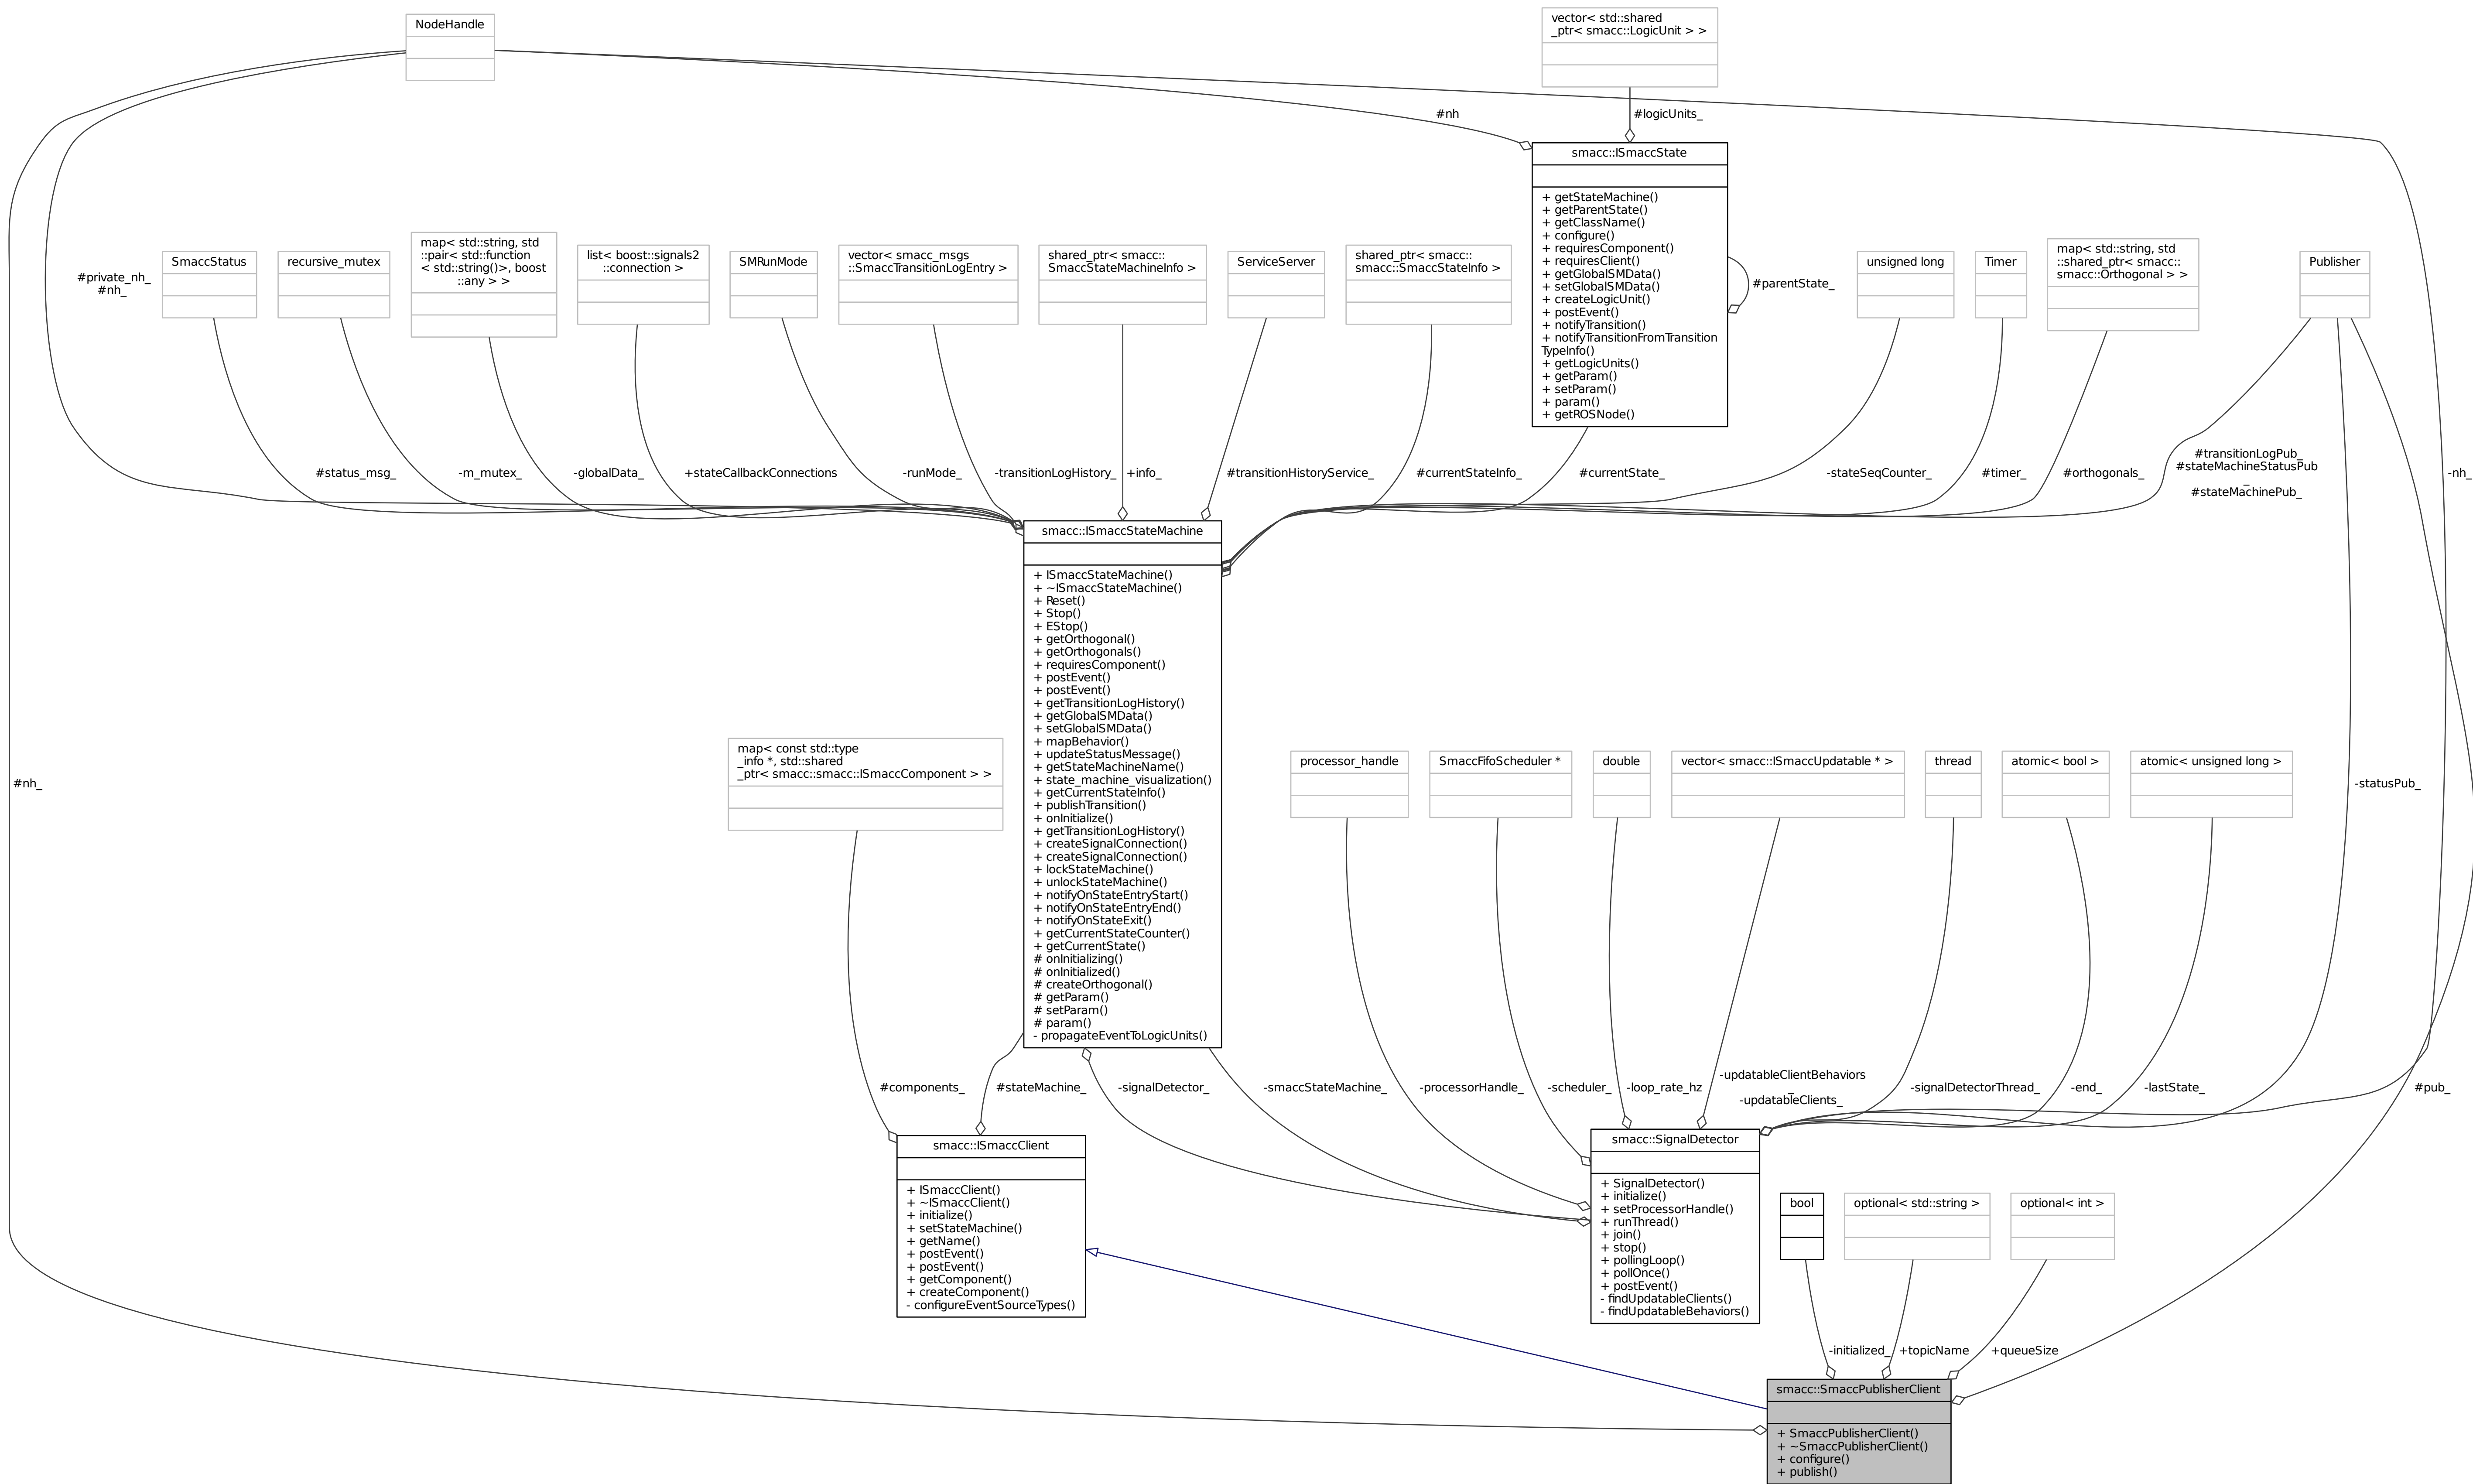 NodeHandle
vector< std::shared
_ptr< smacc::LogicUnit > >
#nh
#logicUnits_
smacc::ISmaccState
+ getStateMachine()
+ getParentState()
+ getClassName()
+ configure()
+ requiresComponent()
+ requiresClient()
+ getGlobalSMData()
+ setGlobalSMData()
+ createLogicUnit()
+ postEvent()
+ notifyTransition()
+ notifyTransitionFromTransition
TypeInfo()
+ getLogicUnits()
+ getParam()
+ setParam()
+ param()
+ getROSNode()
#parentState_
#private_nh_
#nh_
SmaccStatus
recursive_mutex
map< std::string, std
::pair< std::function
< std::string()>, boost
::any > >
list< boost::signals2
::connection >
SMRunMode
vector< smacc_msgs
::SmaccTransitionLogEntry >
shared_ptr< smacc::
SmaccStateMachineInfo >
ServiceServer
shared_ptr< smacc::
smacc::SmaccStateInfo >
unsigned long
Timer
map< std::string, std
::shared_ptr< smacc::
smacc::Orthogonal > >
Publisher
#status_msg_
-m_mutex_
-globalData_
+stateCallbackConnections
-runMode_
-transitionLogHistory_
+info_
#transitionHistoryService_
#currentStateInfo_
#currentState_
-stateSeqCounter_
#timer_
#orthogonals_
#transitionLogPub_
#stateMachineStatusPub
_
#stateMachinePub_
-nh_
smacc::ISmaccStateMachine
+ ISmaccStateMachine()
+ ~ISmaccStateMachine()
+ Reset()
+ Stop()
+ EStop()
+ getOrthogonal()
+ getOrthogonals()
+ requiresComponent()
+ postEvent()
+ postEvent()
+ getTransitionLogHistory()
+ getGlobalSMData()
+ setGlobalSMData()
+ mapBehavior()
+ updateStatusMessage()
+ getStateMachineName()
+ state_machine_visualization()
+ getCurrentStateInfo()
+ publishTransition()
+ onInitialize()
+ getTransitionLogHistory()
+ createSignalConnection()
+ createSignalConnection()
+ lockStateMachine()
+ unlockStateMachine()
+ notifyOnStateEntryStart()
+ notifyOnStateEntryEnd()
+ notifyOnStateExit()
+ getCurrentStateCounter()
+ getCurrentState()
# onInitializing()
# onInitialized()
# createOrthogonal()
# getParam()
# setParam()
# param()
- propagateEventToLogicUnits()
#nh_
map< const std::type
_info *, std::shared
_ptr< smacc::smacc::ISmaccComponent > >
processor_handle
SmaccFifoScheduler *
double
vector< smacc::ISmaccUpdatable * >
thread
atomic< bool >
atomic< unsigned long >
-statusPub_
#components_
#stateMachine_
-signalDetector_
-smaccStateMachine_
-processorHandle_
-scheduler_
-loop_rate_hz
-updatableClientBehaviors
_
-updatableClients_
-signalDetectorThread_
-end_
-lastState_
#pub_
smacc::ISmaccClient
+ ISmaccClient()
+ ~ISmaccClient()
+ initialize()
+ setStateMachine()
+ getName()
+ postEvent()
+ postEvent()
+ getComponent()
+ createComponent()
- configureEventSourceTypes()
smacc::SignalDetector
+ SignalDetector()
+ initialize()
+ setProcessorHandle()
+ runThread()
+ join()
+ stop()
+ pollingLoop()
+ pollOnce()
+ postEvent()
- findUpdatableClients()
- findUpdatableBehaviors()
bool
optional< std::string >
optional< int >
-initialized_
+topicName
+queueSize
smacc::SmaccPublisherClient
+ SmaccPublisherClient()
+ ~SmaccPublisherClient()
+ configure()
+ publish()